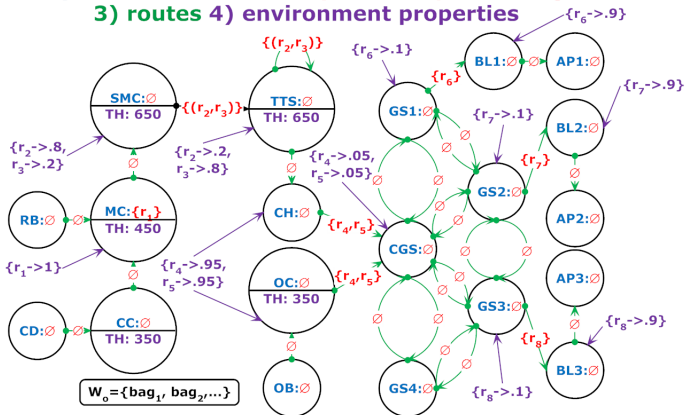 3) routes 4) environment properties
{(r₂,r₃)}
{r₆->.1}
{r₆->.9}
{r₆}
BL1:∅
∅
AP1:∅
SMC:∅
TH: 650
{(r₂,r₃)}
TTS:∅
TH: 650
GS1:∅
{r₇->.1}
{r₇->.9}
BL2:∅
{r₂->.8,
r₃->.2}
{r₂->.2,
r₃->.8}
{r₄->.05,
r₅->.05}
∅
∅
{r₇}
∅
∅
∅
∅
∅
∅
GS2:∅
RB:∅
∅
MC:{r₁}
TH: 450
CH:∅
{r₄,r₅}
∅
∅
AP2:∅
{r₁->1}
{r₄->.95,
r₅->.95}
CGS:∅
∅
∅
AP3:∅
OC:∅
TH: 350
{r₄,r₅}
∅
∅
GS3:∅
CD:∅
∅
CC:∅
TH: 350
∅
∅
∅
∅
{r₈}
∅
{r₈->.9}
W₀={bag₁, bag₂,...}
OB:∅
GS4:∅
∅
{r₈->.1}
BL3:∅